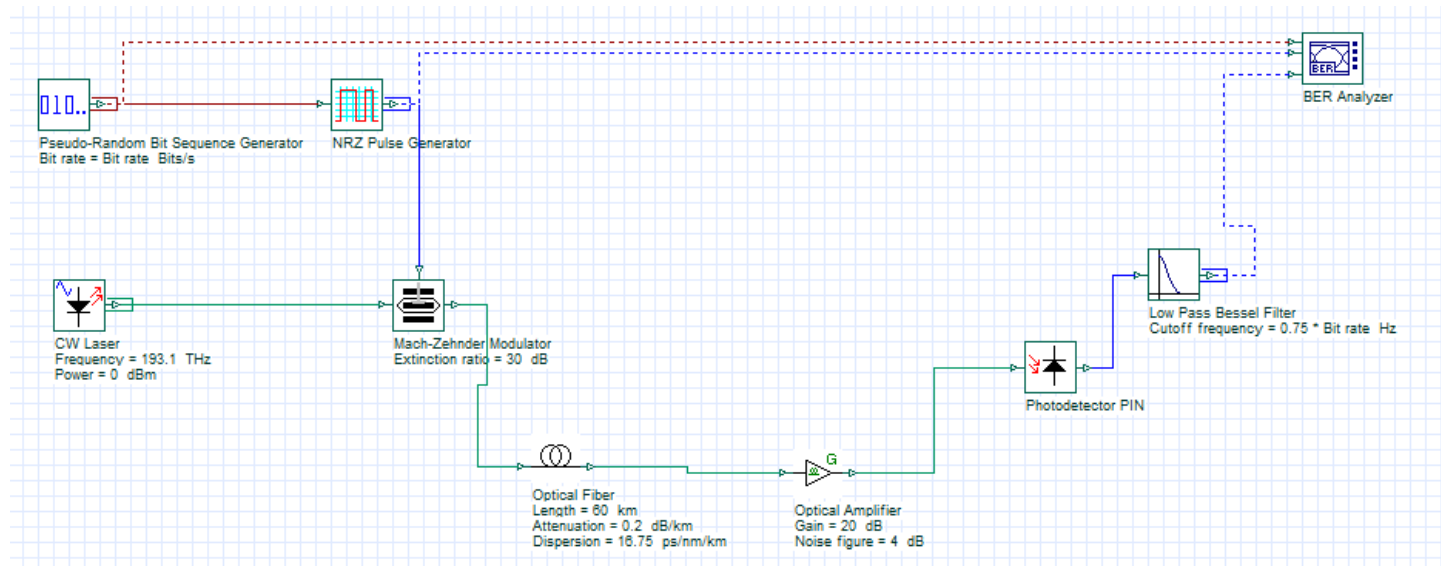 BER
BER Analyzer
010..
Pseudo-Random Bit Sequence Generator
Bit rate = Bit rate Bits/s
NRZ Pulse Generator
CW Laser
Frequency = 193.1 THz
Power = 0 dBm
Mach-Zehnder Modulator
Extinction ratio = 30 dB
Low Pass Bessel Filter
Cutoff frequency = 0.75 * Bit rate Hz
Photodetector PIN
Optical Fiber
Length = 60 km
Attenuation = 0.2 dB/km
Dispersion = 16.75 ps/nm/km
G
Optical Amplifier
Gain = 20 dB
Noise figure = 4 dB